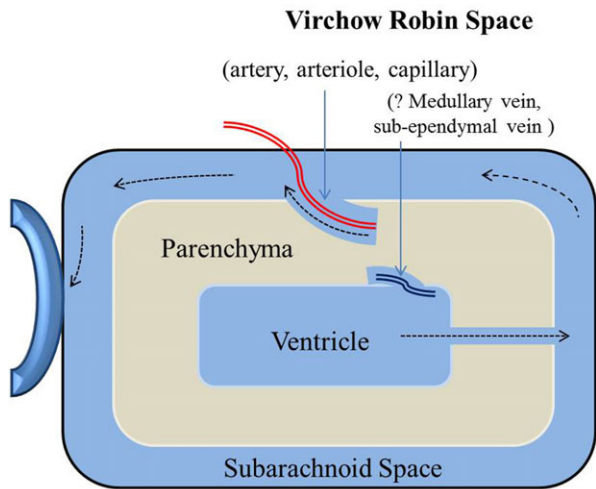 Virchow Robin Space
(artery, arteriole, capillary)
(? Medullary vein,
sub-ependymal vein )
Parenchyma
Ventricle
Subarachnoid Space